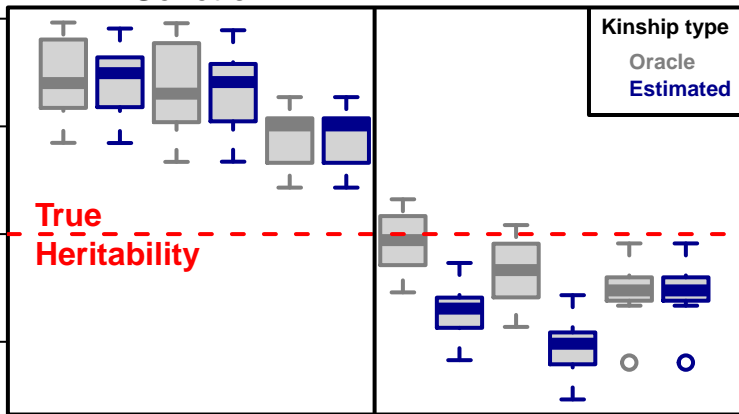 Kinship type
Oracle
Estimated
True
Heritability